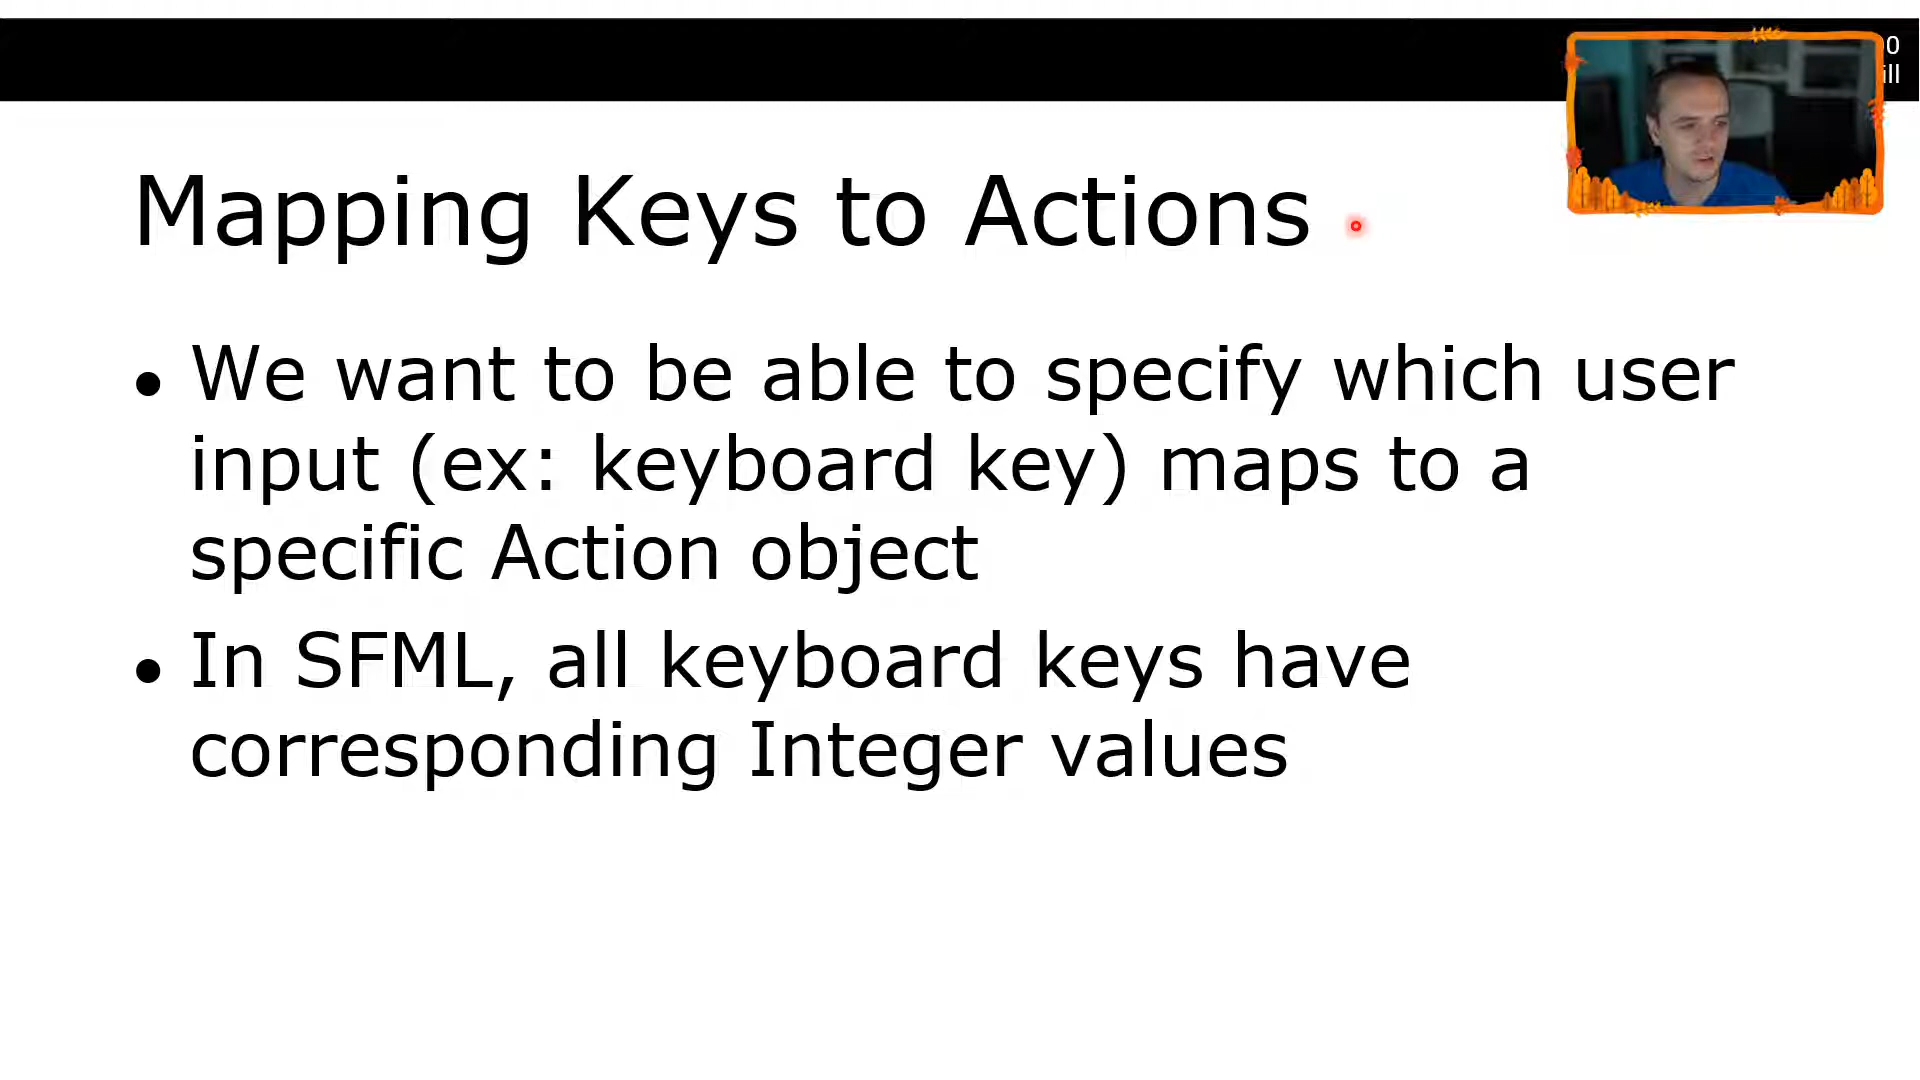 Mapping Keys to Actions
We want to be able to specify which user
input (ex: keyboard key) maps to a
specific Action object
In SFML, all keyboard keys have
corresponding Integer values